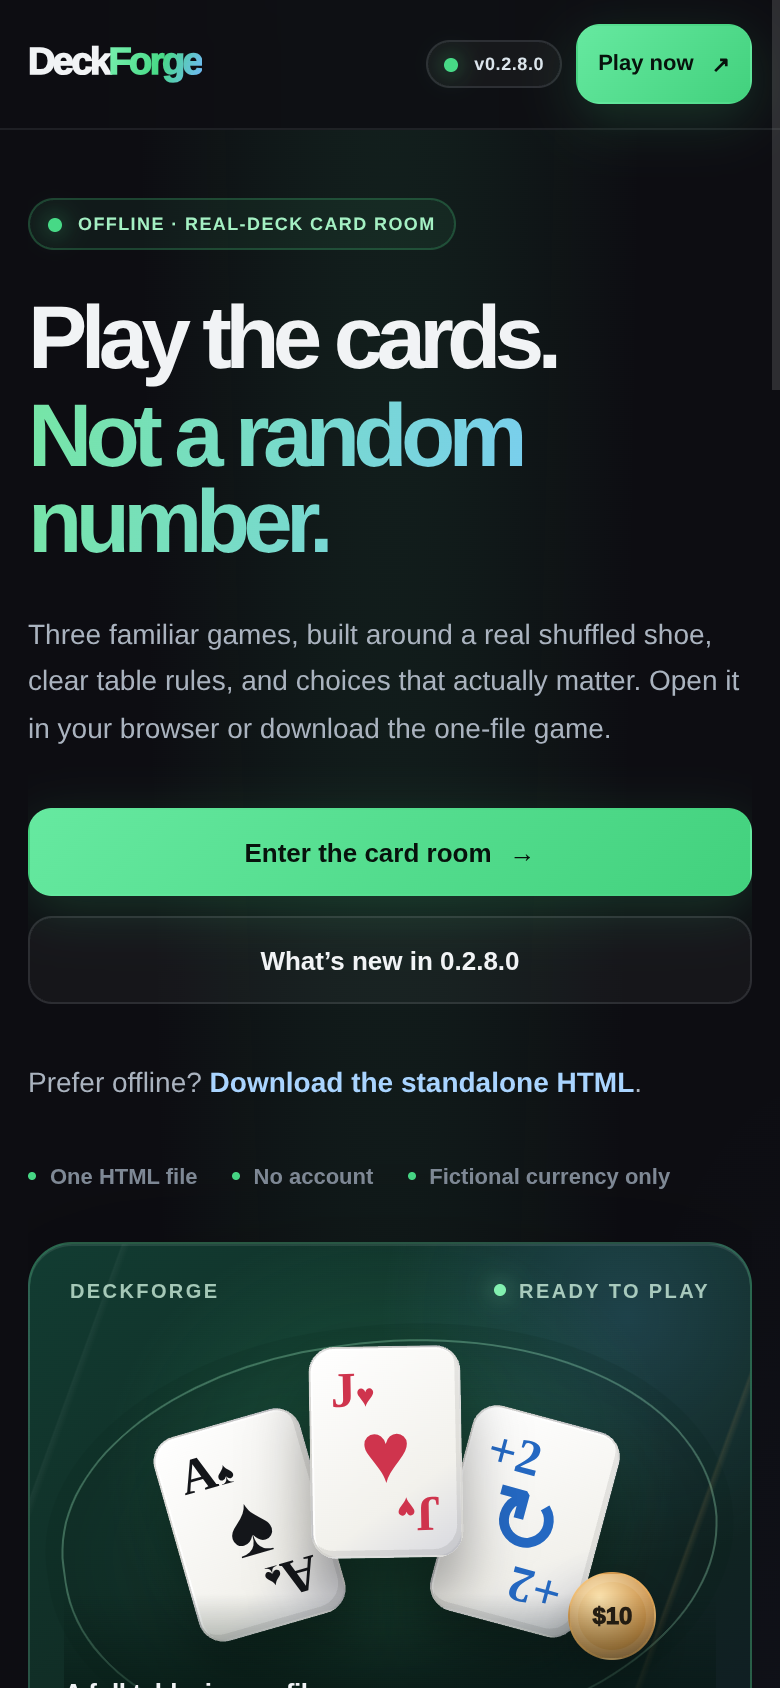 DeckForge
v0.2.8.0
Play now ↗
OFFLINE · REAL-DECK CARD ROOM
Play the cards.
Not a random
number.
Three familiar games, built around a real shuffled shoe,
clear table rules, and choices that actually matter. Open it
in your browser or download the one-file game.
Enter the card room →
What’s new in 0.2.8.0
Prefer offline? Download the standalone HTML.
One HTML file
No account
Fictional currency only
DECKFORGE
READY TO PLAY
A♠
♠
A♠
J♥
♥
J♥
+2
↻
+2
$10